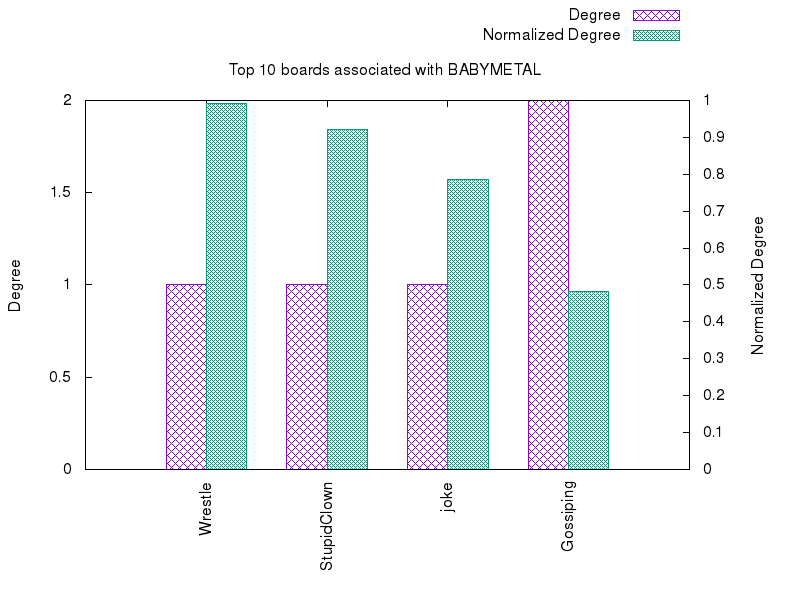 Degree
Normalized Degree
Top 10 boards associated with BABYMETAL
2
1.5
1
0.5
0
Degree
1
0.9
0.8
0.7
0.6
0.5
0.4
0.3
0.2
0.1
0
Normalized Degree
Wrestle
StupidClown
joke
Gossiping